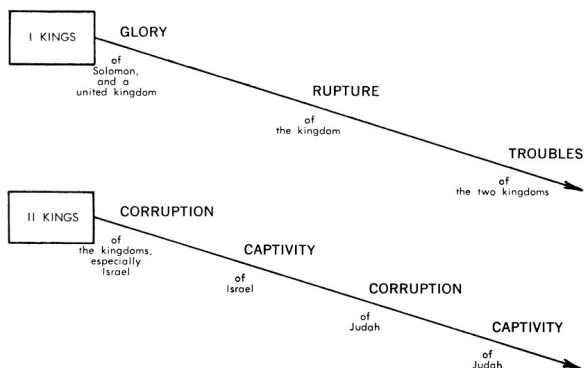 I KINGS
GLORY
of
Solomon,
and a
united kingdom
RUPTURE
of
the kingdom
TROUBLES
of
the two kingdoms
II KINGS
CORRUPTION
of
the kingdoms,
especially
Israel
CAPTIVITY
of
Israel
CORRUPTION
of
Judah
CAPTIVITY
of
Judah